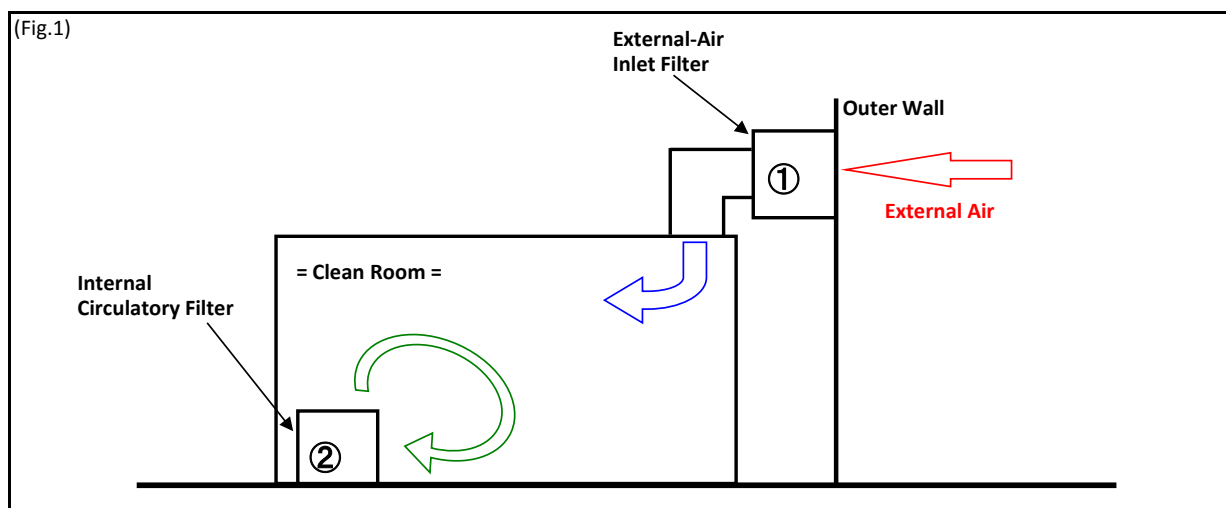 (Fig.1)
External-Air
Inlet Filter
Outer Wall
①
External Air
= Clean Room =
Internal
Circulatory Filter
②